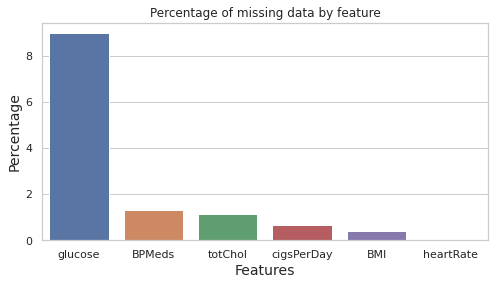 Percentage of missing data by feature
Percentage
8
6
4
2
0
glucose BPMeds totChol cigsPerDay BMI heartRate
Features